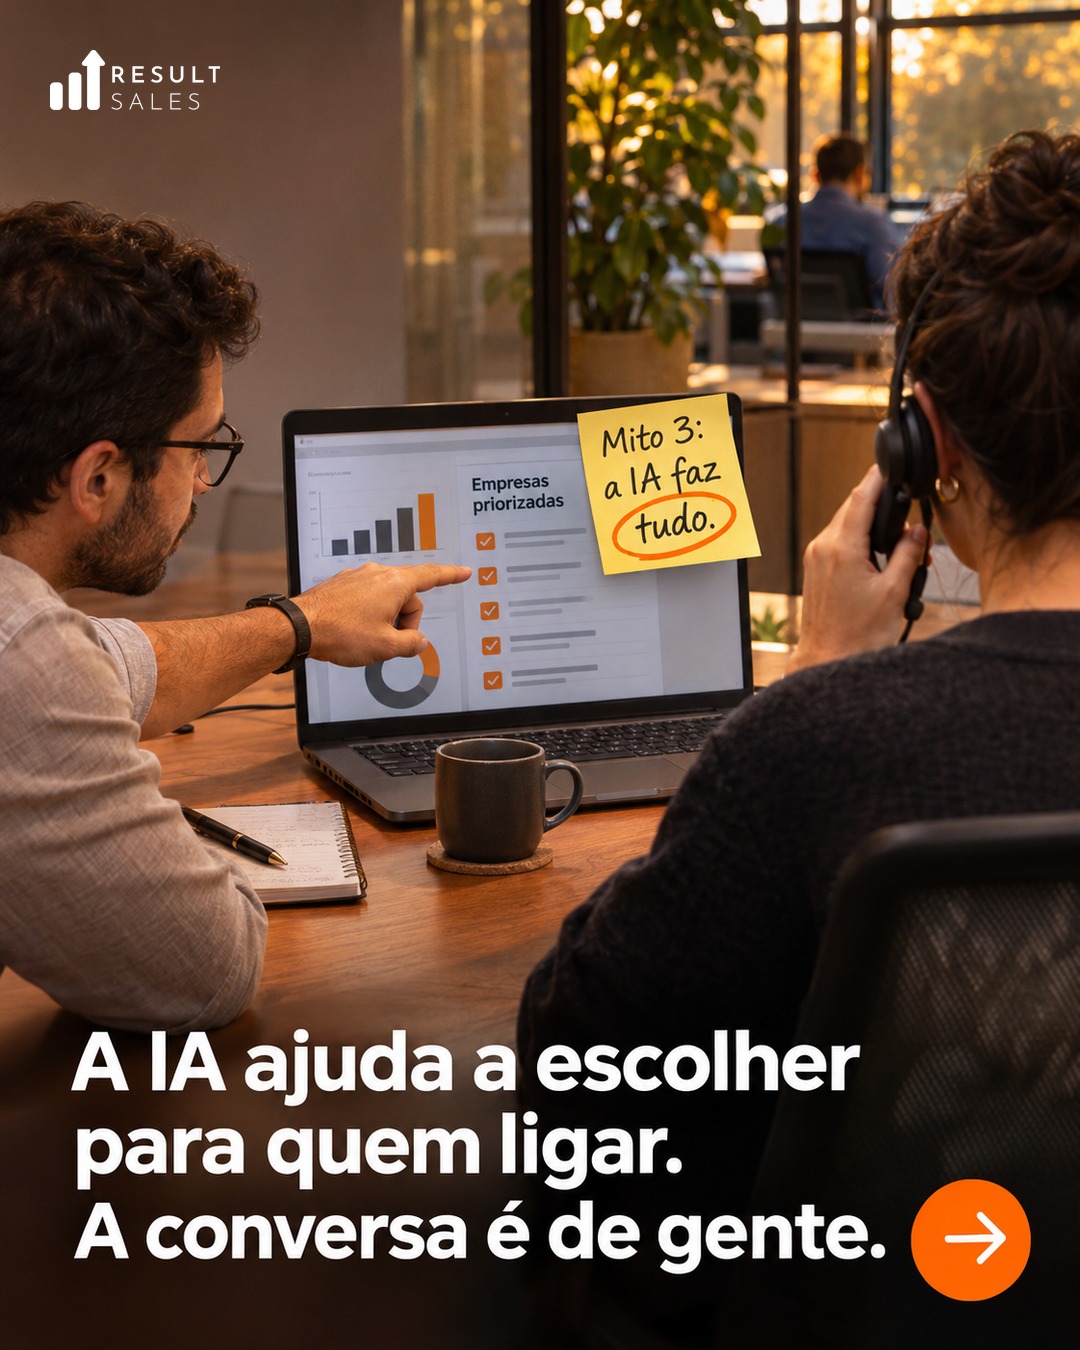 RESULT
SALES
Mito 3:
a IA faz
tudo.
Empresas
priorizadas
A IA ajuda a escolher
para quem ligar.
A conversa é de gente.